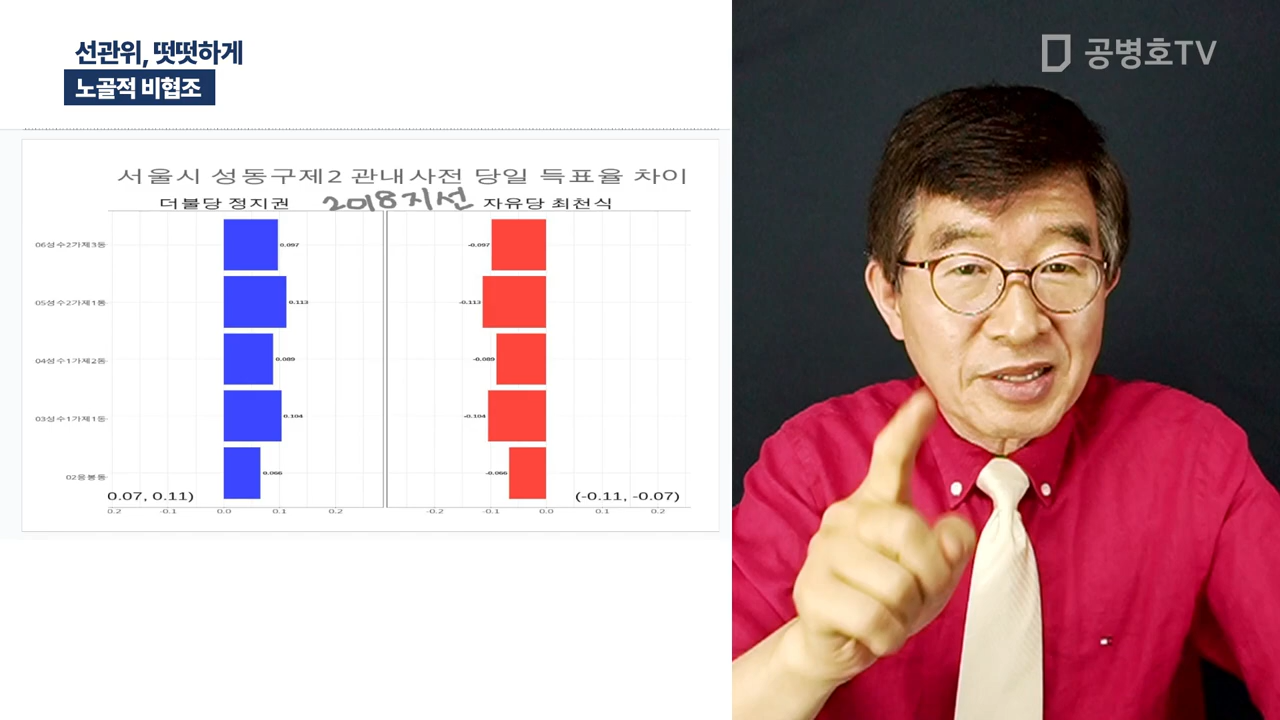 선관위, 떳떳하게
노골적 비협조
공병호TV
서울시 성동구제2 관내사전 당일 득표율 차이
2018지선
더불당 정지권
자유당 최천식
06성수2가제3동
0.097
-0.097
05성수2가제1동
0.113
-0.113
04성수1가제2동
0.089
-0.089
03성수1가제1동
0.104
-0.104
02응봉동
0.066
-0.066
0.07, 0.11)
(-0.11, -0.07)
0.2 -0.1 0.0 0.1 0.2
-0.2 -0.1 0.0 0.1 0.2